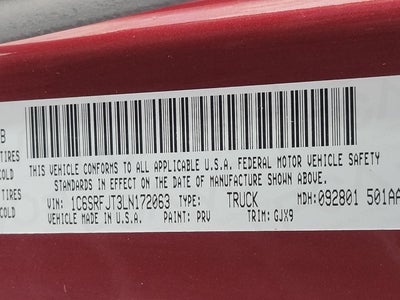 B
TIRES
COLD
TIRES
COLD
THIS VEHICLE CONFORMS TO ALL APPLICABLE U.S.A. FEDERAL MOTOR VEHICLE SAFETY
STANDARDS IN EFFECT ON THE DATE OF MANUFACTURE SHOWN ABOVE.
VIN: 1C6SRFJT3LN172063 TYPE: TRUCK MDH: 092801 501AA
VEHICLE MADE IN U.S.A. PAINT: PRV TRIM: GJX9